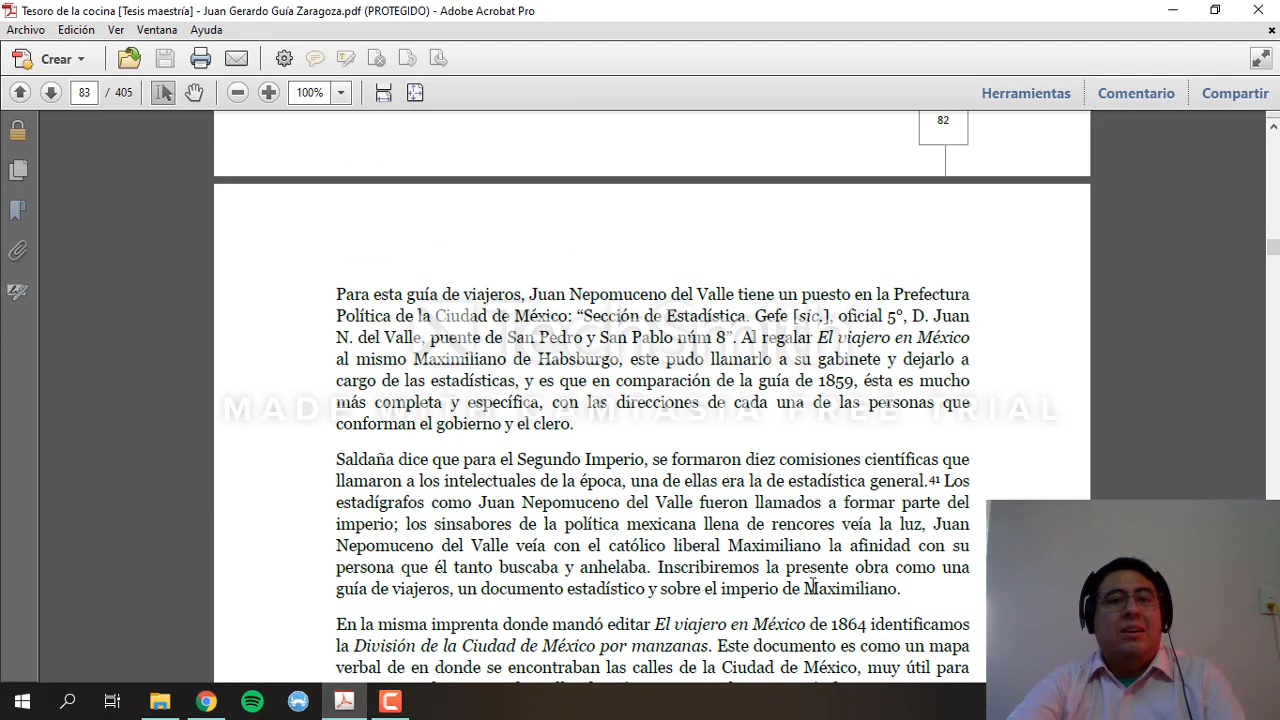 Tesoro de la cocina [Tesis maestría] - Juan Gerardo Guía Zaragoza.pdf (PROTEGIDO) - Adobe Acrobat Pro
Archivo Edición Ver Ventana Ayuda
Crear
83 / 405 100% Herramientas Comentario Compartir
82
Para esta guía de viajeros, Juan Nepomuceno del Valle tiene un puesto en la Prefectura
Política de la Ciudad de México: “Sección de Estadística. Gefe [sic.], oficial 5°, D. Juan
N. del Valle, puente de San Pedro y San Pablo núm 8”. Al regalar El viajero en México
al mismo Maximiliano de Habsburgo, este pudo llamarlo a su gabinete y dejarlo a
cargo de las estadísticas, y es que en comparación de la guía de 1859, ésta es mucho
más completa y específica, con las direcciones de cada una de las personas que
conforman el gobierno y el clero.
TechSmith
MADE WITH CAMTASIA FREE TRIAL
Saldaña dice que para el Segundo Imperio, se formaron diez comisiones científicas que
llamaron a los intelectuales de la época, una de ellas era la de estadística general.41 Los
estadígrafos como Juan Nepomuceno del Valle fueron llamados a formar parte del
imperio; los sinsabores de la política mexicana llena de rencores veía la luz, Juan
Nepomuceno del Valle veía con el católico liberal Maximiliano la afinidad con su
persona que él tanto buscaba y anhelaba. Inscribiremos la presente obra como una
guía de viajeros, un documento estadístico y sobre el imperio de Maximiliano.
En la misma imprenta donde mandó editar El viajero en México de 1864 identificamos
la División de la Ciudad de México por manzanas. Este documento es como un mapa
verbal de en donde se encontraban las calles de la Ciudad de México, muy útil para